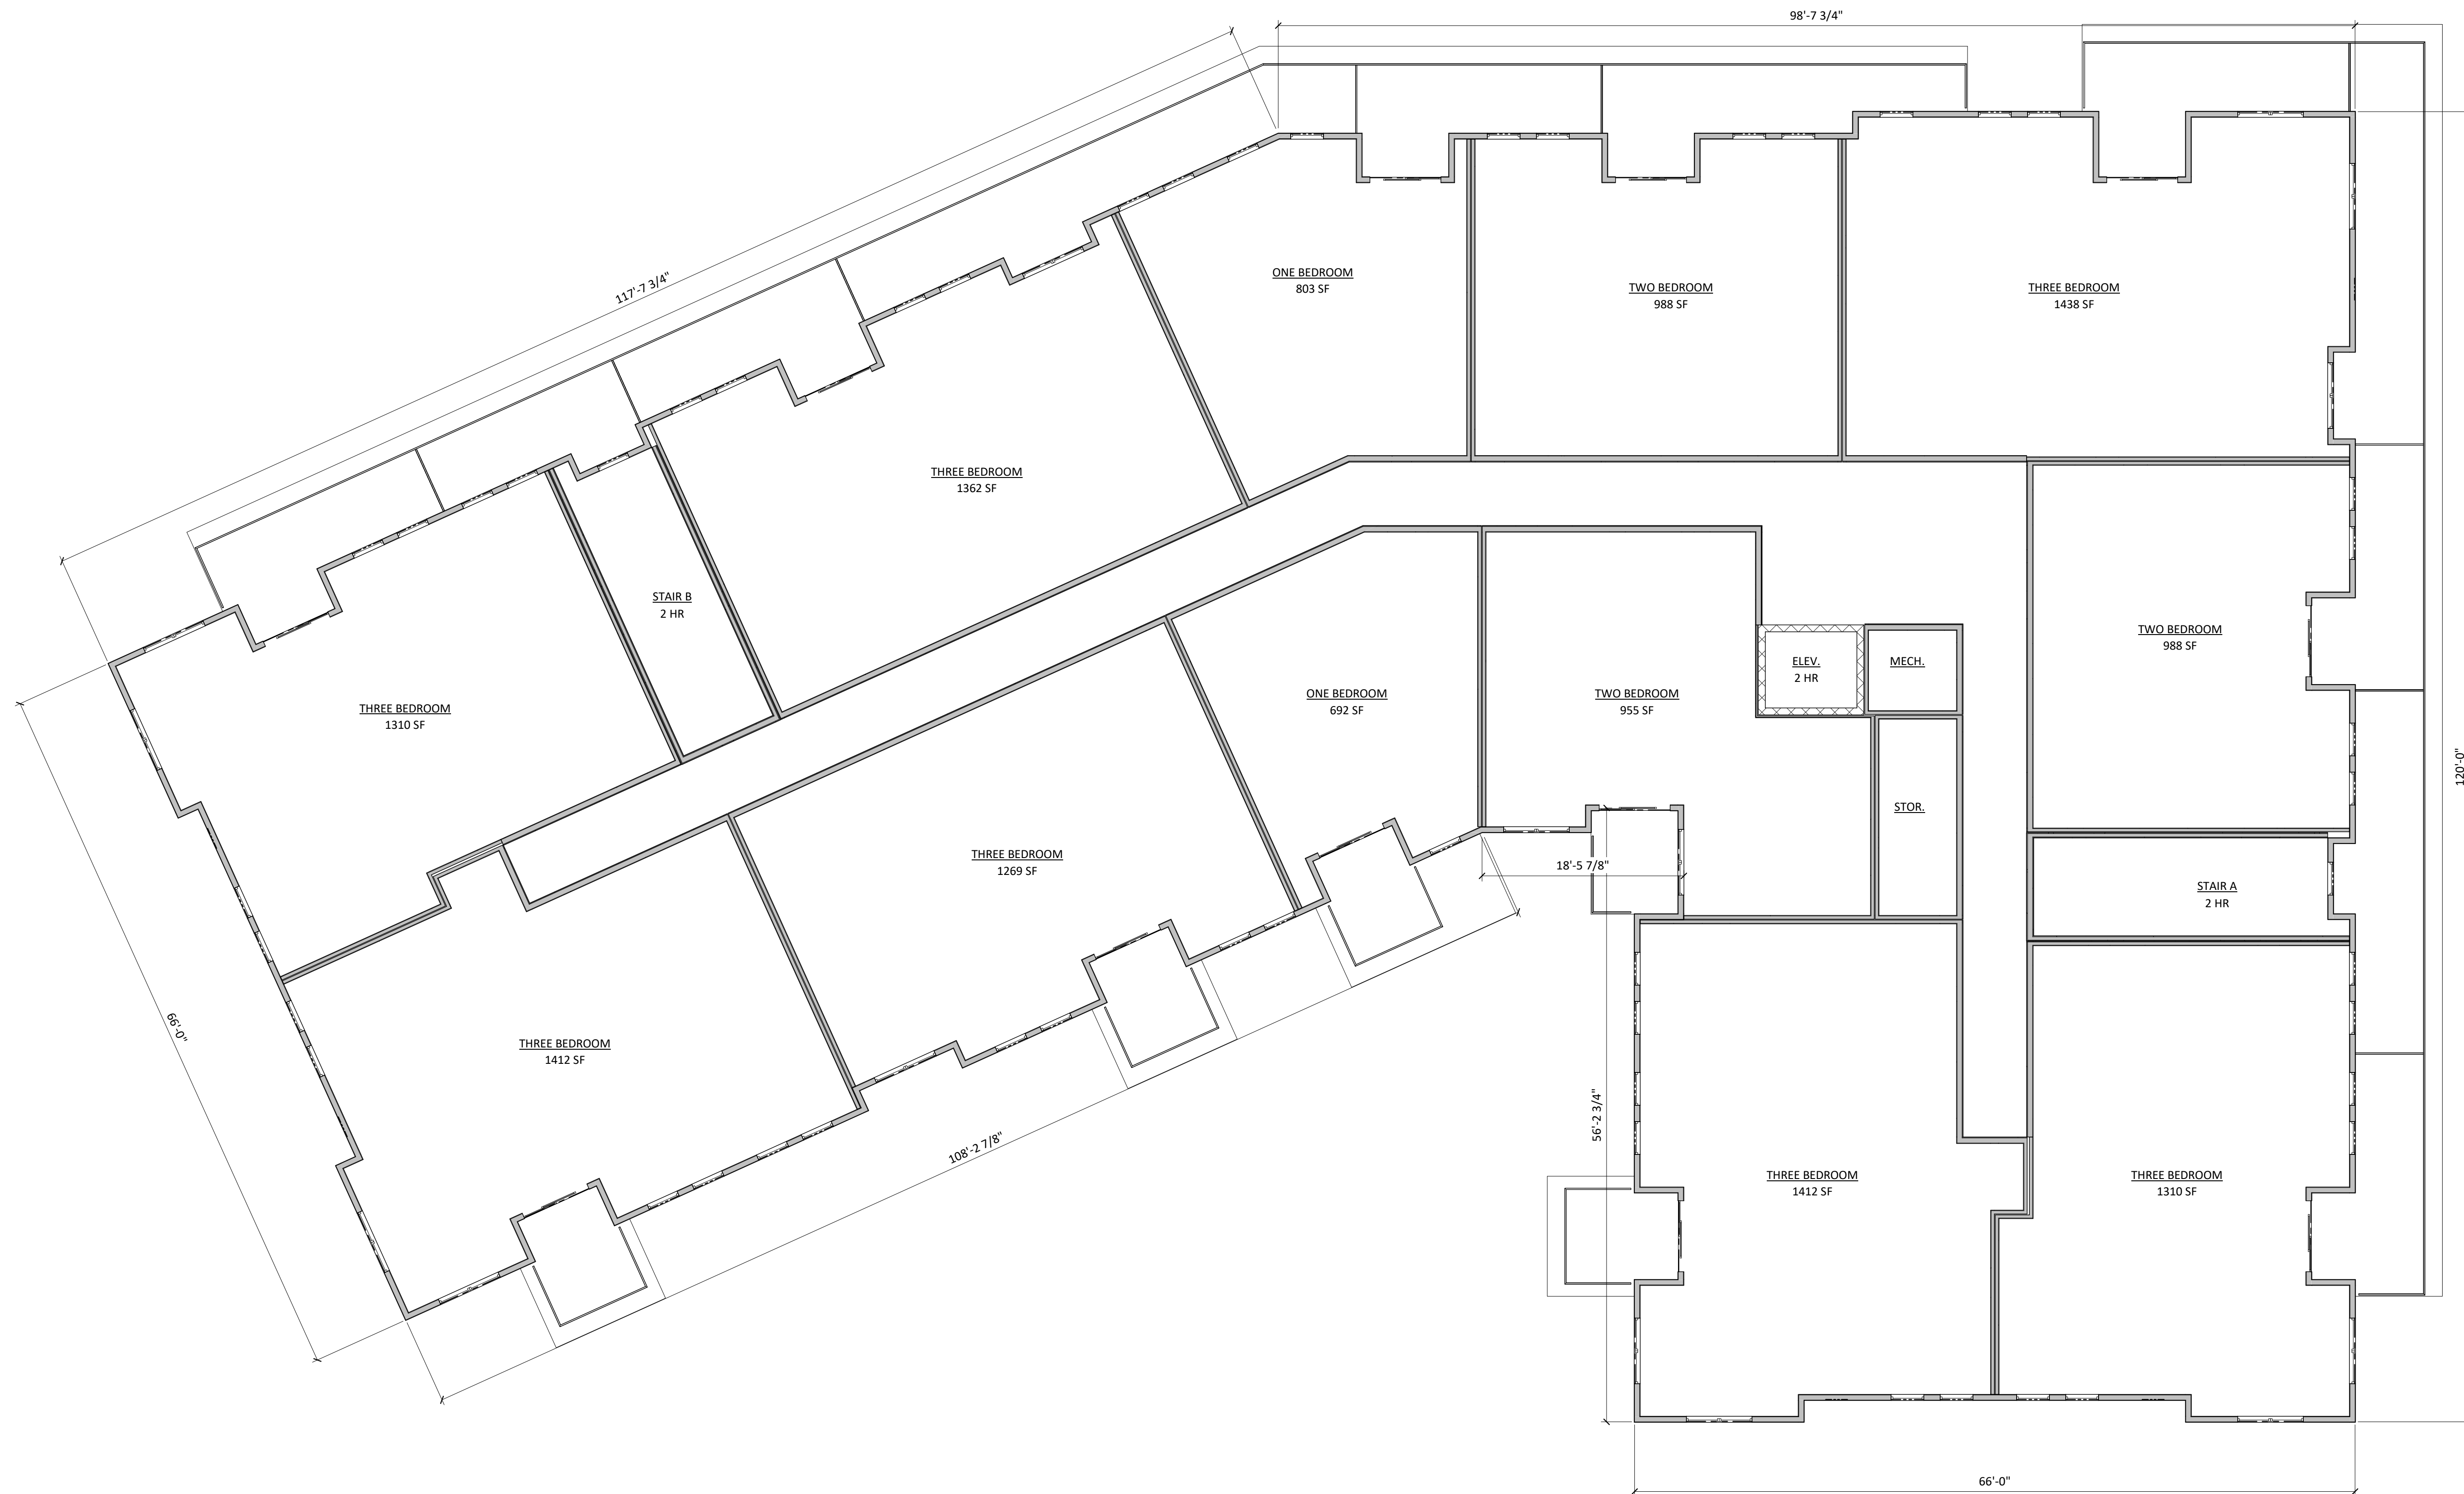 98'-7 3/4"
117'-7 3/4"
ONE BEDROOM
803 SF
TWO BEDROOM
988 SF
THREE BEDROOM
1438 SF
THREE BEDROOM
1362 SF
STAIR B
2 HR
TWO BEDROOM
988 SF
ELEV.
2 HR
MECH.
ONE BEDROOM
692 SF
TWO BEDROOM
955 SF
THREE BEDROOM
1310 SF
120'-0"
STOR.
THREE BEDROOM
1269 SF
18'-5 7/8"
STAIR A
2 HR
66'-0"
THREE BEDROOM
1412 SF
56'-2 3/4"
108'-2 7/8"
THREE BEDROOM
1412 SF
THREE BEDROOM
1310 SF
66'-0"